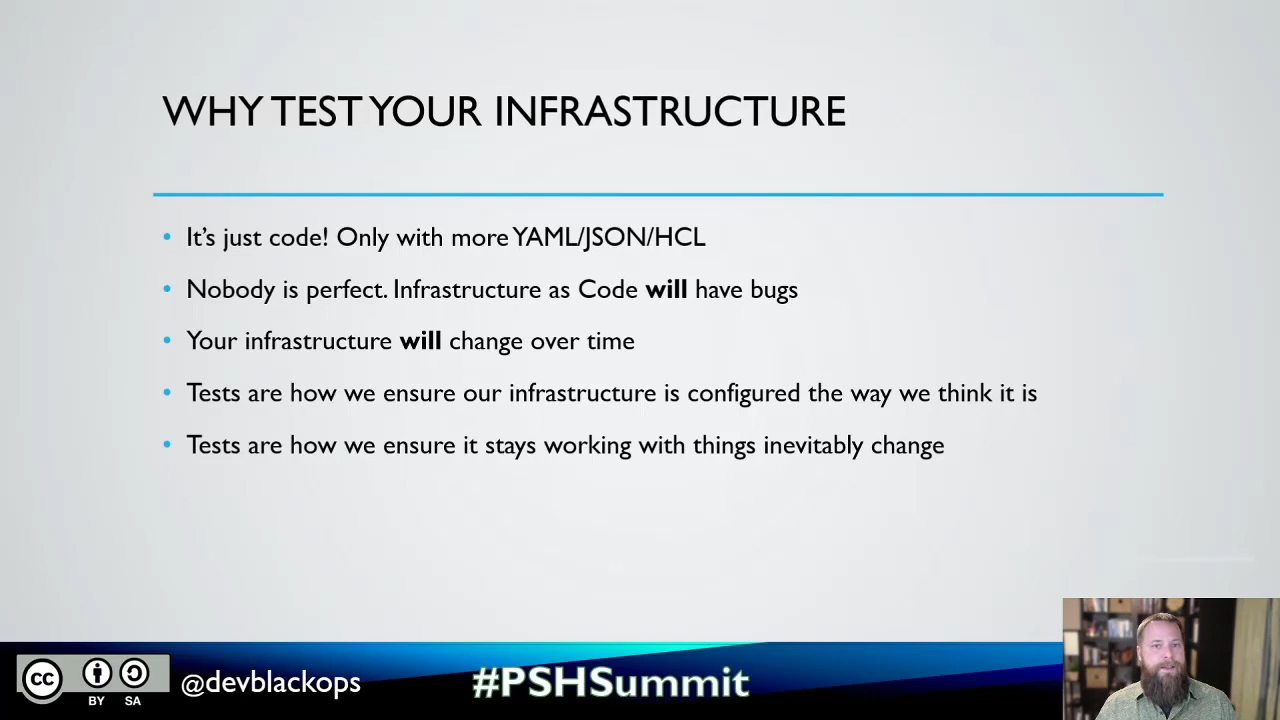 WHY TEST YOUR INFRASTRUCTURE
• It's just code! Only with more YAML/JSON/HCL
• Nobody is perfect. Infrastructure as Code will have bugs
• Your infrastructure will change over time
• Tests are how we ensure our infrastructure is configured the way we think it is
• Tests are how we ensure it stays working with things inevitably change
cc BY SA @devblackops #PSHSummit